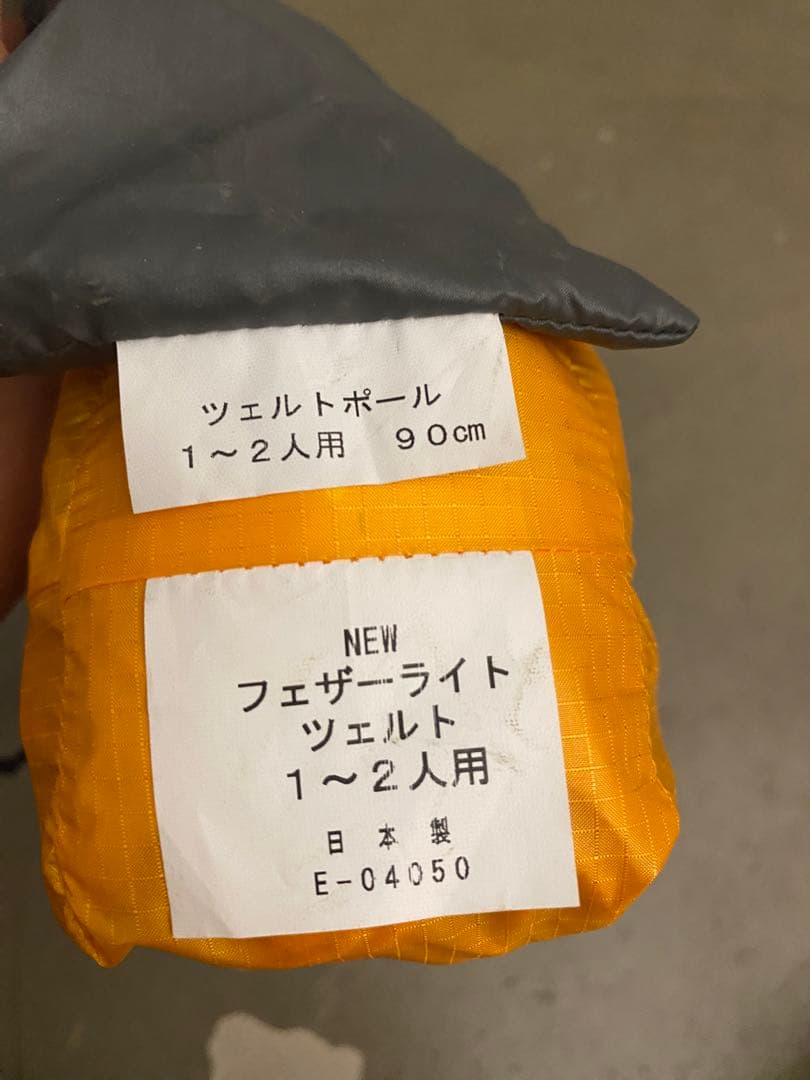 ツェルトポール
1～2人用　90cm
NEW
フェザーライト
ツェルト
1～2人用
日本製
E-04050